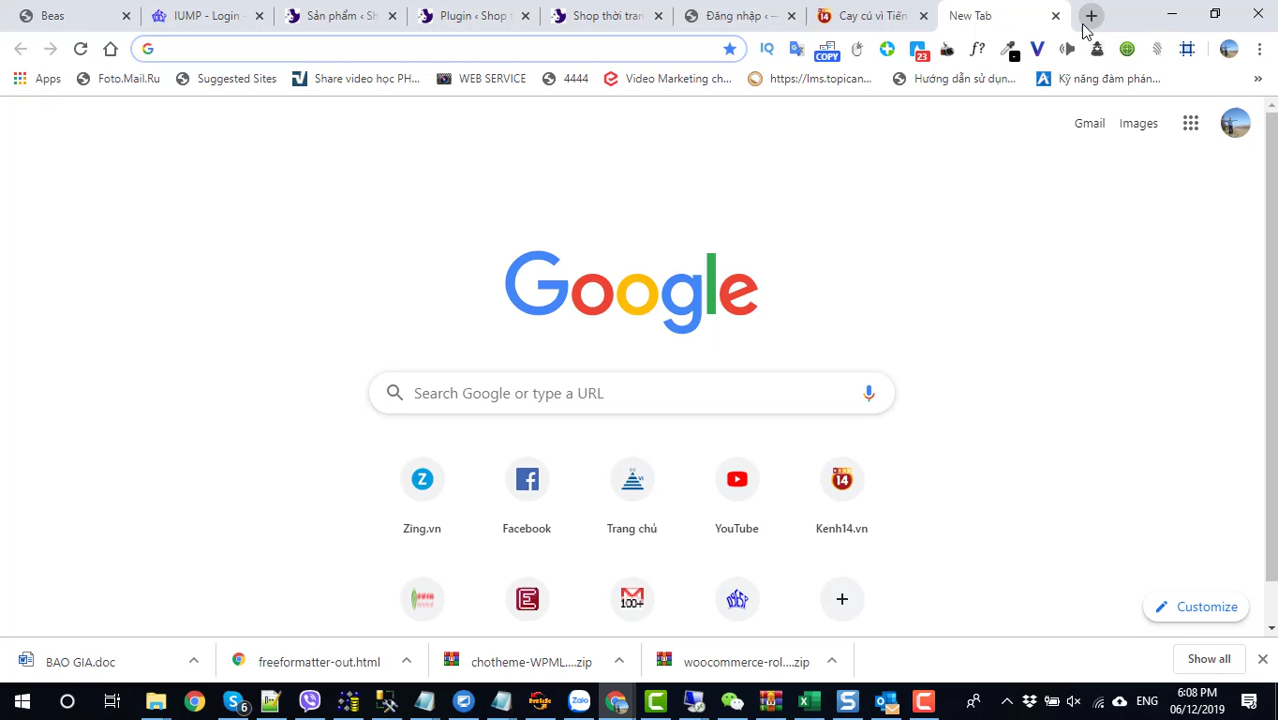 Beas
IUMP - Login -
Sản phẩm ‹ Sh
Plugin ‹ Shop t
Shop thời tran
Đăng nhập ‹ —
Cay cú vì Tiến
New Tab
IQ
COPY
23
f?
Apps
Foto.Mail.Ru
Suggested Sites
Share video học PH...
WEB SERVICE
4444
Video Marketing ch...
https://lms.topican...
Hướng dẫn sử dụn...
Kỹ năng đàm phán...
»
Gmail
Images
Google
Search Google or type a URL
Zing.vn
Facebook
Trang chủ
YouTube
Kenh14.vn
Customize
BAO GIA.doc
freeformatter-out.html
chotheme-WPML....zip
woocommerce-rol...zip
Show all
ENG
6:08 PM
06/12/2019